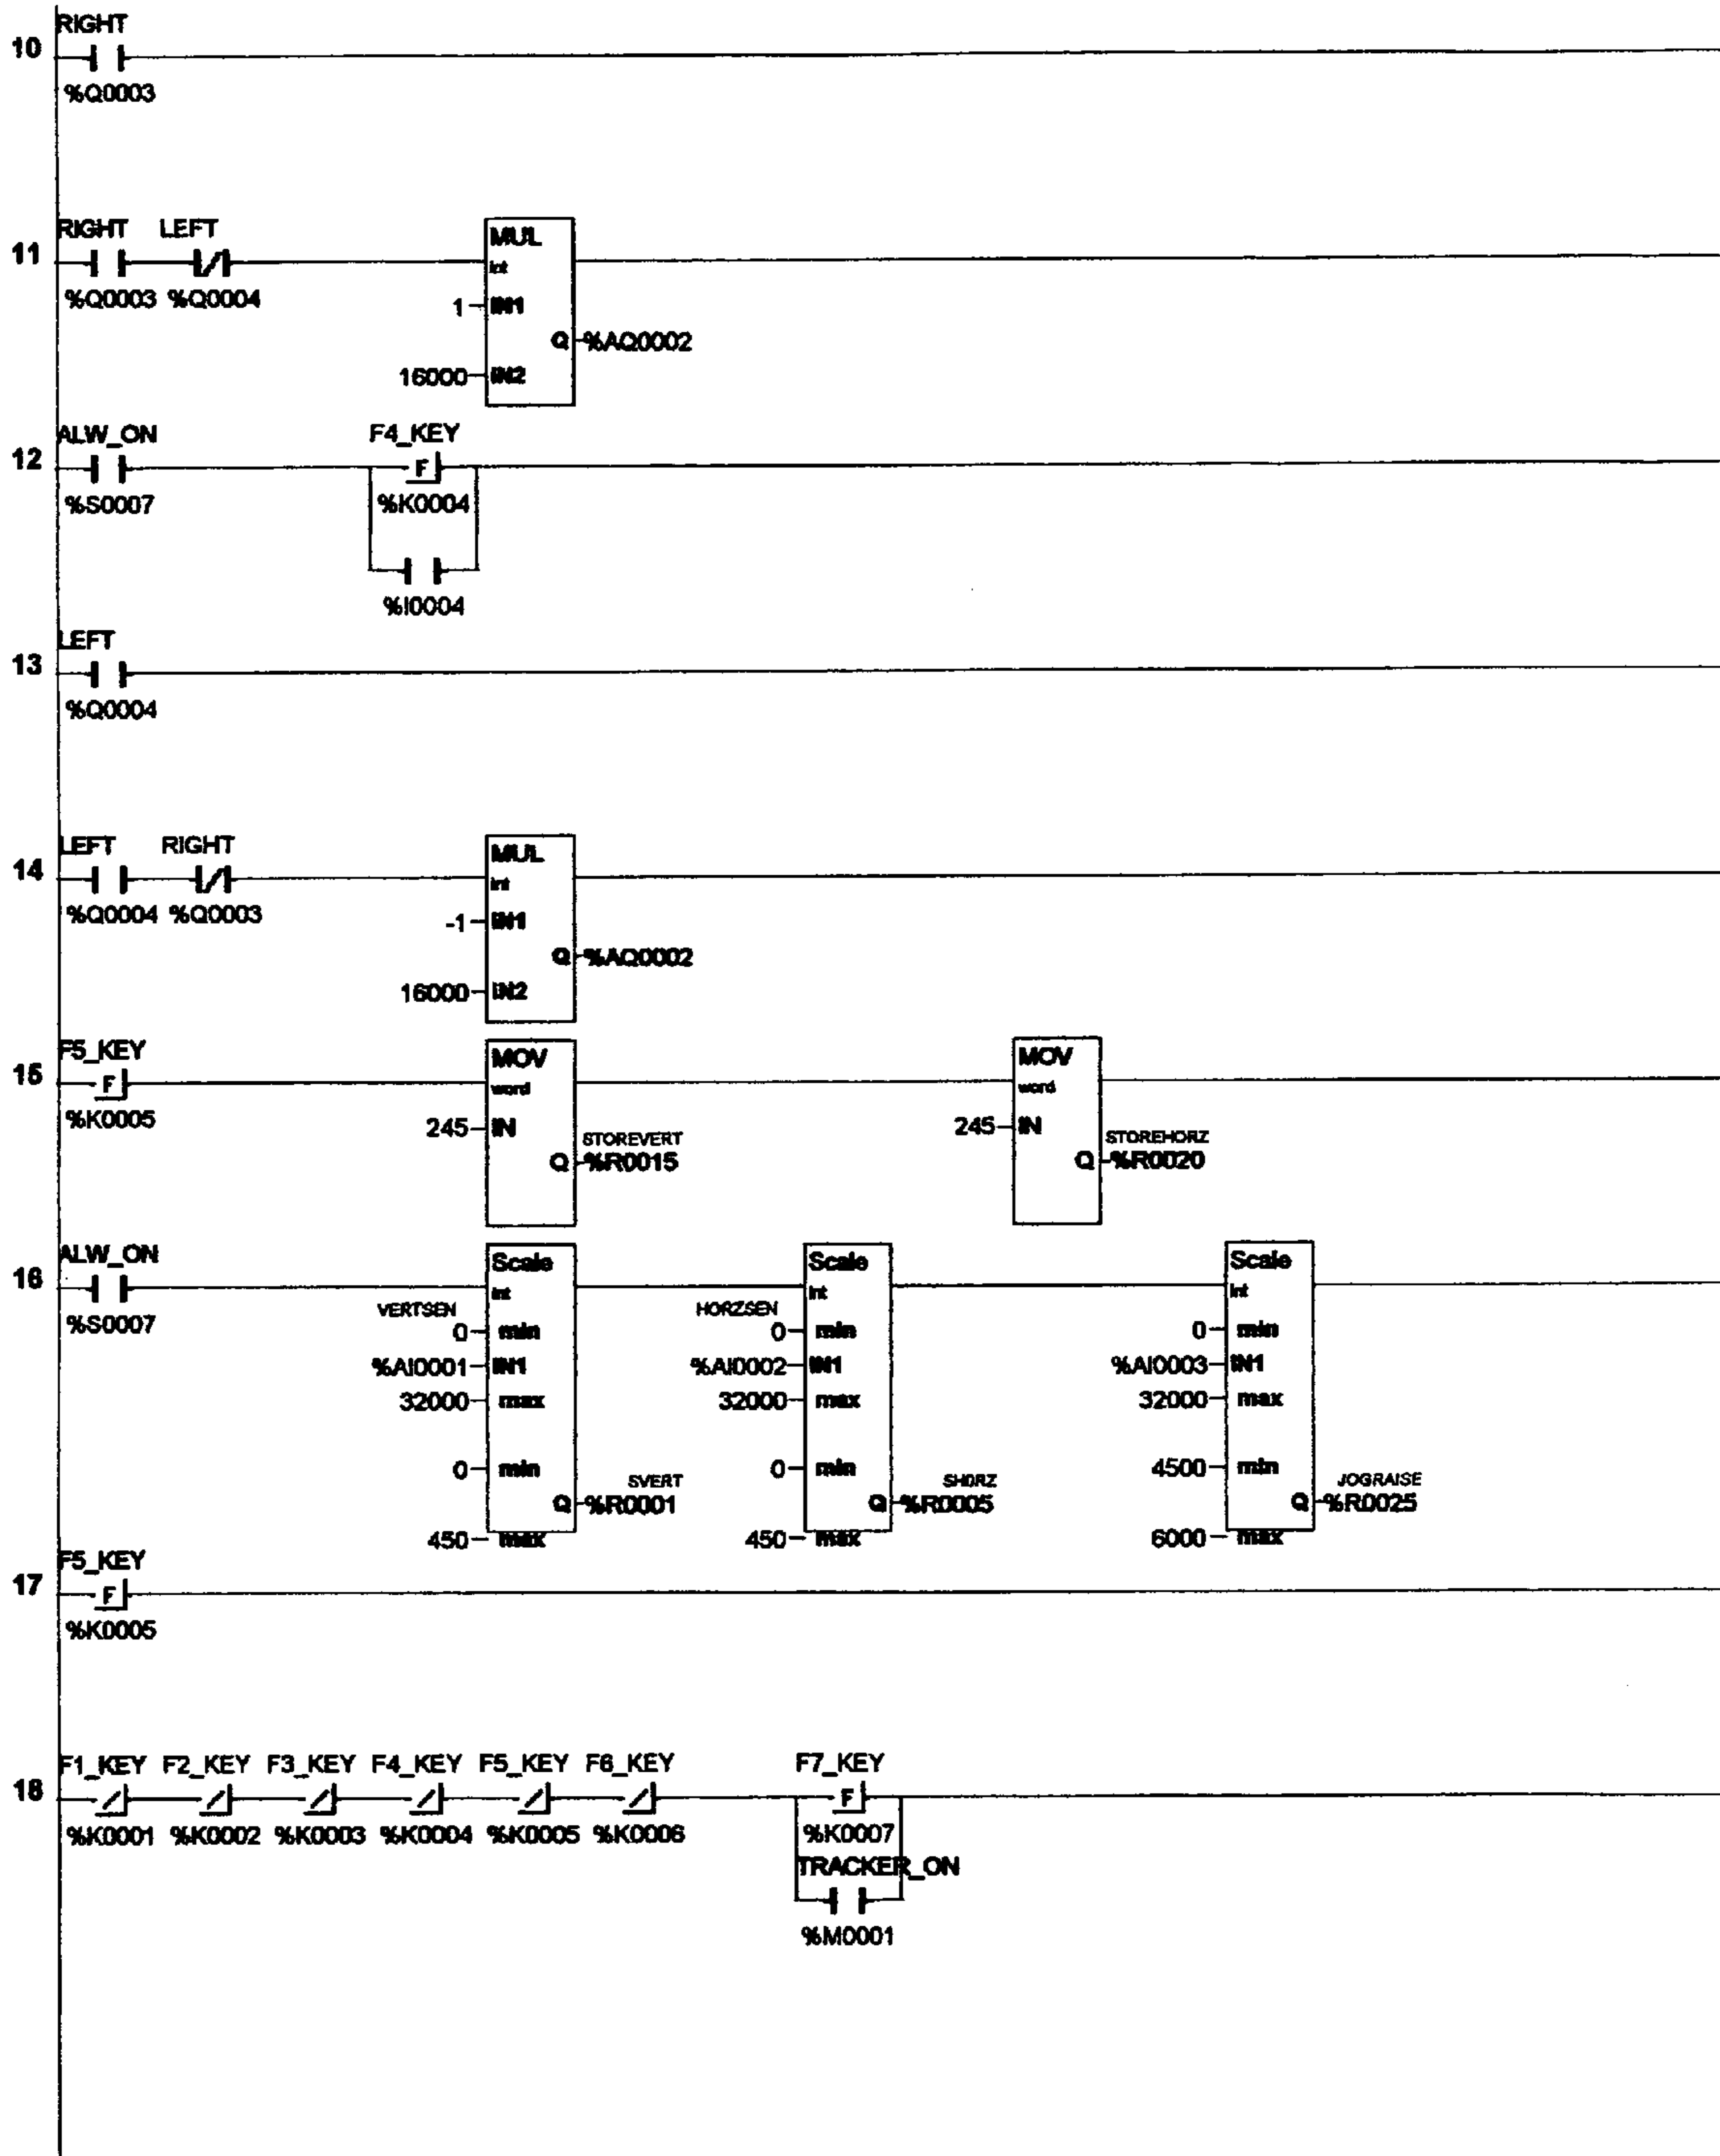 RIGHT
10
%Q0003
RIGHT LEFT
11
%Q0003 %Q0004
MUL
int
1 IN1
Q %AQ0002
16000 IN2
ALW_ON F4_KEY
12
F
%S0007 %K0004
%I0004
LEFT
13
%Q0004
LEFT RIGHT
14
%Q0004 %Q0003
MUL
int
-1 IN1
Q %AQ0002
16000 IN2
F5_KEY
15
F
%K0005
MOV
word
245 IN
STOREVERT
Q %R0015
MOV
word
245 IN
STOREHORZ
Q %R0020
ALW_ON
16
%S0007
Scale
int
VERTSEN
0 min
%AI0001 IN1
32000 max
0 min
SVERT
Q %R0001
450 max
Scale
int
HORZSEN
0 min
%AI0002 IN1
32000 max
0 min
SHORZ
Q %R0005
450 max
Scale
int
0 min
%AI0003 IN1
32000 max
4500 min
JOGRAISE
Q %R0025
6000 max
F5_KEY
17
F
%K0005
F1_KEY F2_KEY F3_KEY F4_KEY F5_KEY F6_KEY F7_KEY
18
F
%K0001 %K0002 %K0003 %K0004 %K0005 %K0006 %K0007
TRACKER_ON
%M0001